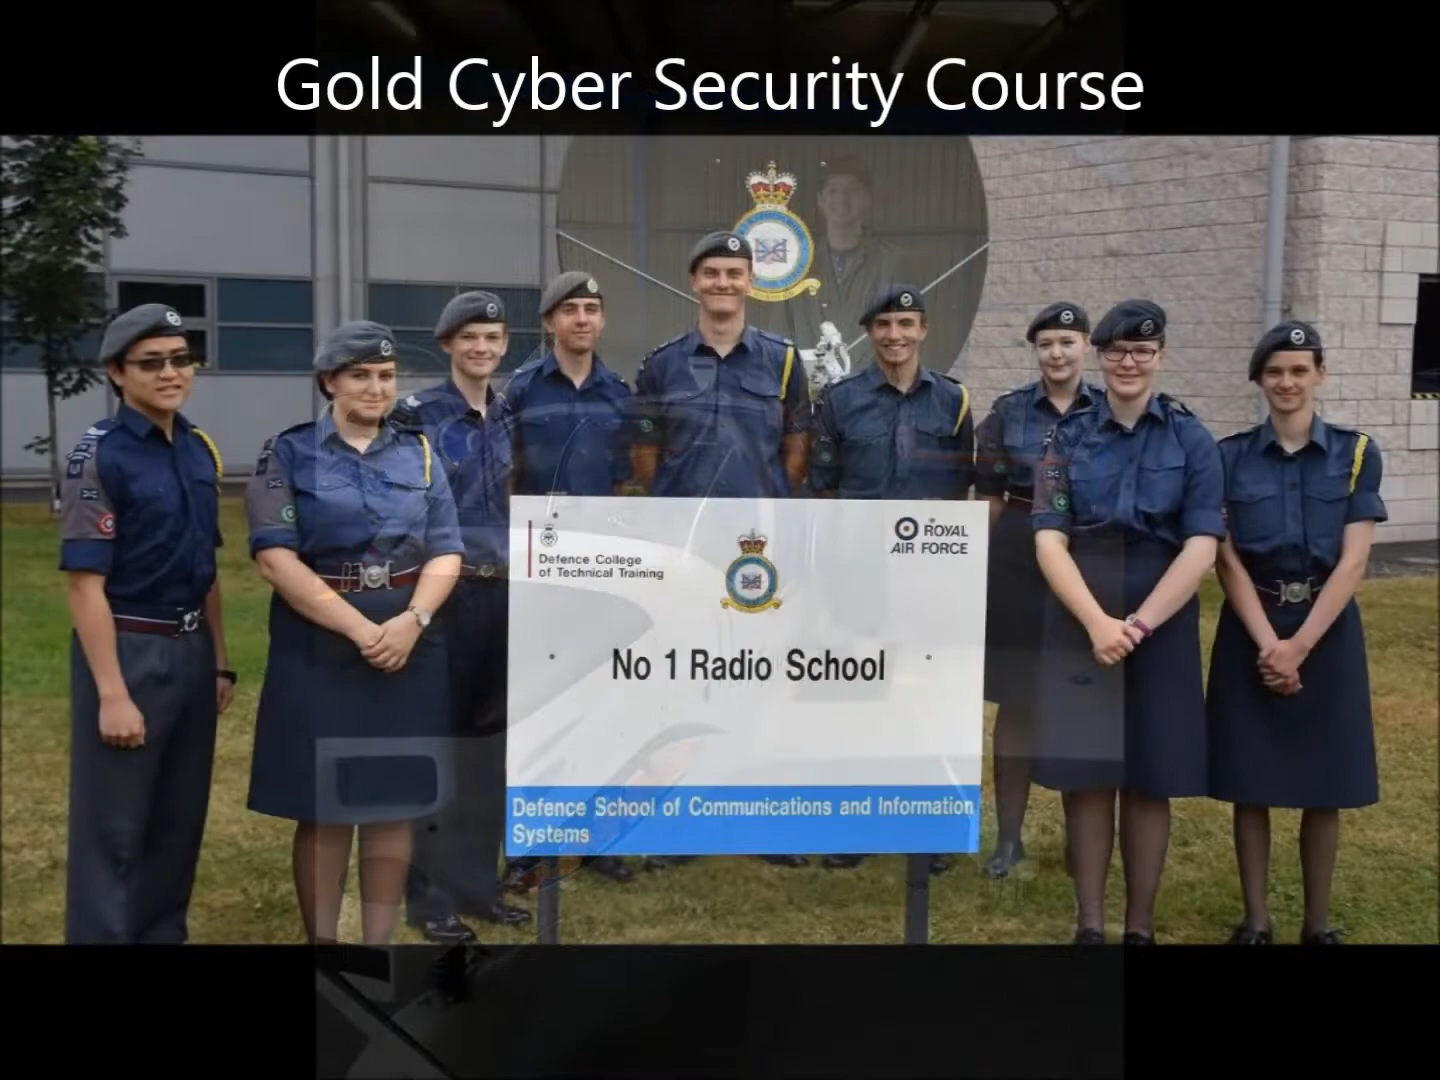 Gold Cyber Security Course
Defence College
of Technical Training
ROYAL
AIR FORCE
No 1 Radio School
Defence School of Communications and Information
Systems